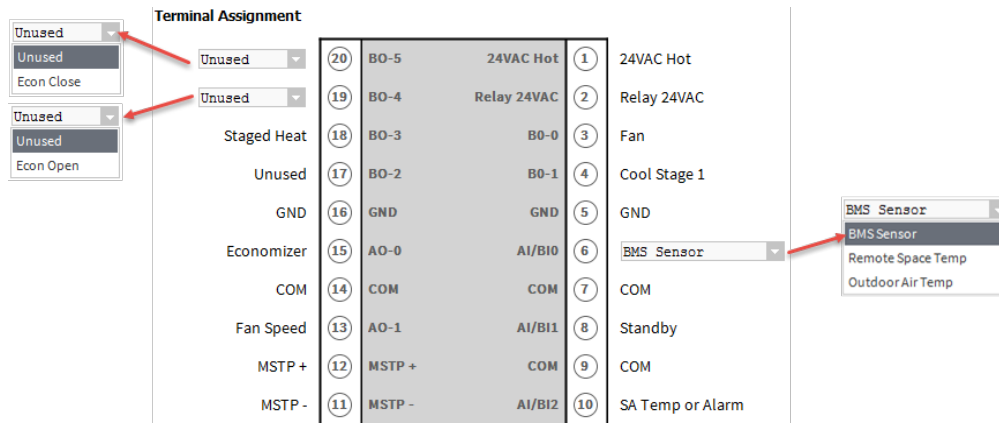 Terminal Assignment
Unused
Unused
Econ Close
Unused
Unused
Econ Open
Unused 20 BO-5 24VAC Hot 1 24VAC Hot
Unused 19 BO-4 Relay 24VAC 2 Relay 24VAC
Staged Heat 18 BO-3 B0-0 3 Fan
Unused 17 BO-2 B0-1 4 Cool Stage 1
GND 16 GND GND 5 GND
Economizer 15 AO-0 AI/BI0 6 BMS Sensor
COM 14 COM COM 7 COM
Fan Speed 13 AO-1 AI/BI1 8 Standby
MSTP + 12 MSTP + COM 9 COM
MSTP - 11 MSTP - AI/BI2 10 SA Temp or Alarm
BMS Sensor
BMS Sensor
Remote Space Temp
Outdoor Air Temp